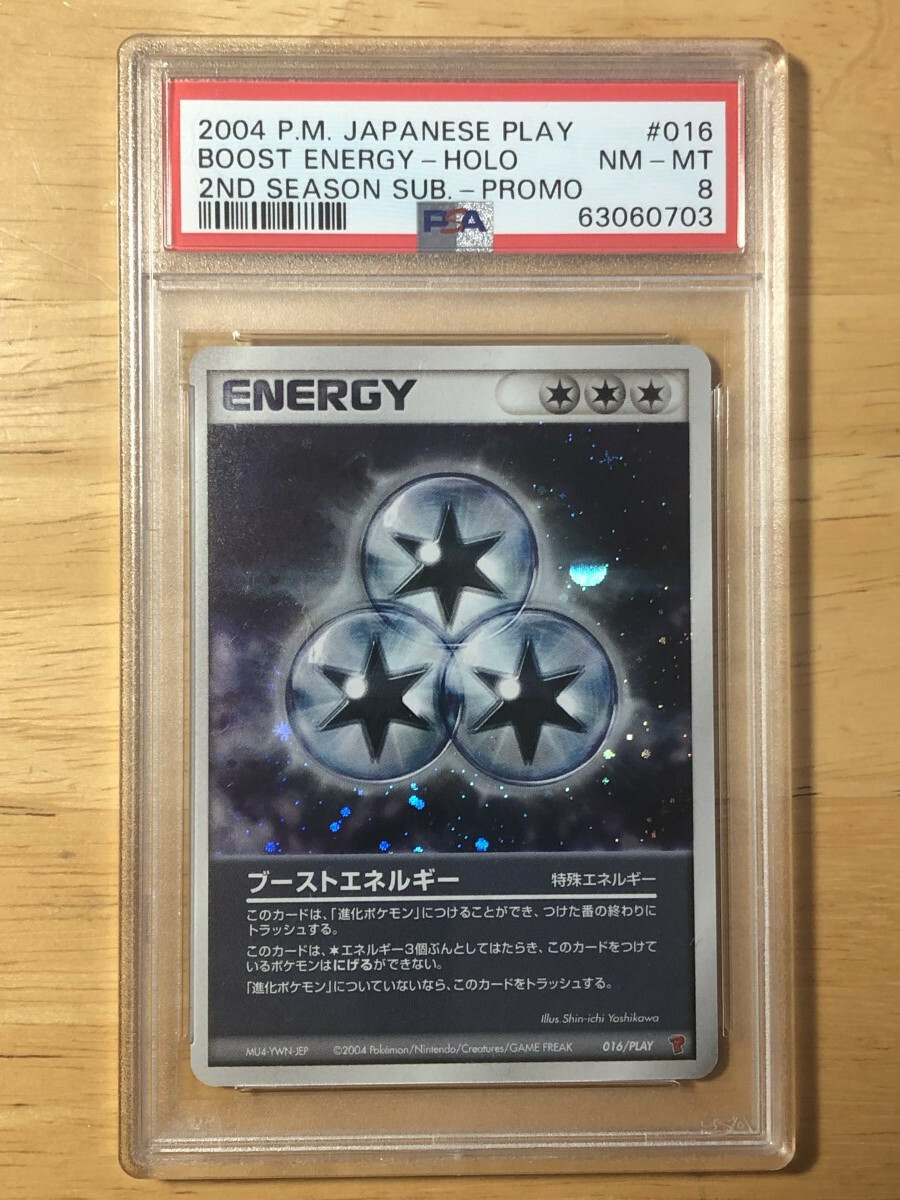 2004 P.M. JAPANESE PLAY #016
BOOST ENERGY – HOLO NM – MT
2ND SEASON SUB. – PROMO 8
63060703
PSA
ENERGY
ブーストエネルギー 特殊エネルギー
このカードは、「進化ポケモン」につけることができ、つけた番の終わりに
トラッシュする。
このカードは、✶エネルギー3個ぶんとしてはたらき、このカードをつけて
いるポケモンはにげるができない。
「進化ポケモン」についていないなら、このカードをトラッシュする。
Illus. Shin-ichi Yoshikawa
MU4-YWN-JEP ©2004 Pokémon/Nintendo/Creatures/GAME FREAK 016/PLAY P